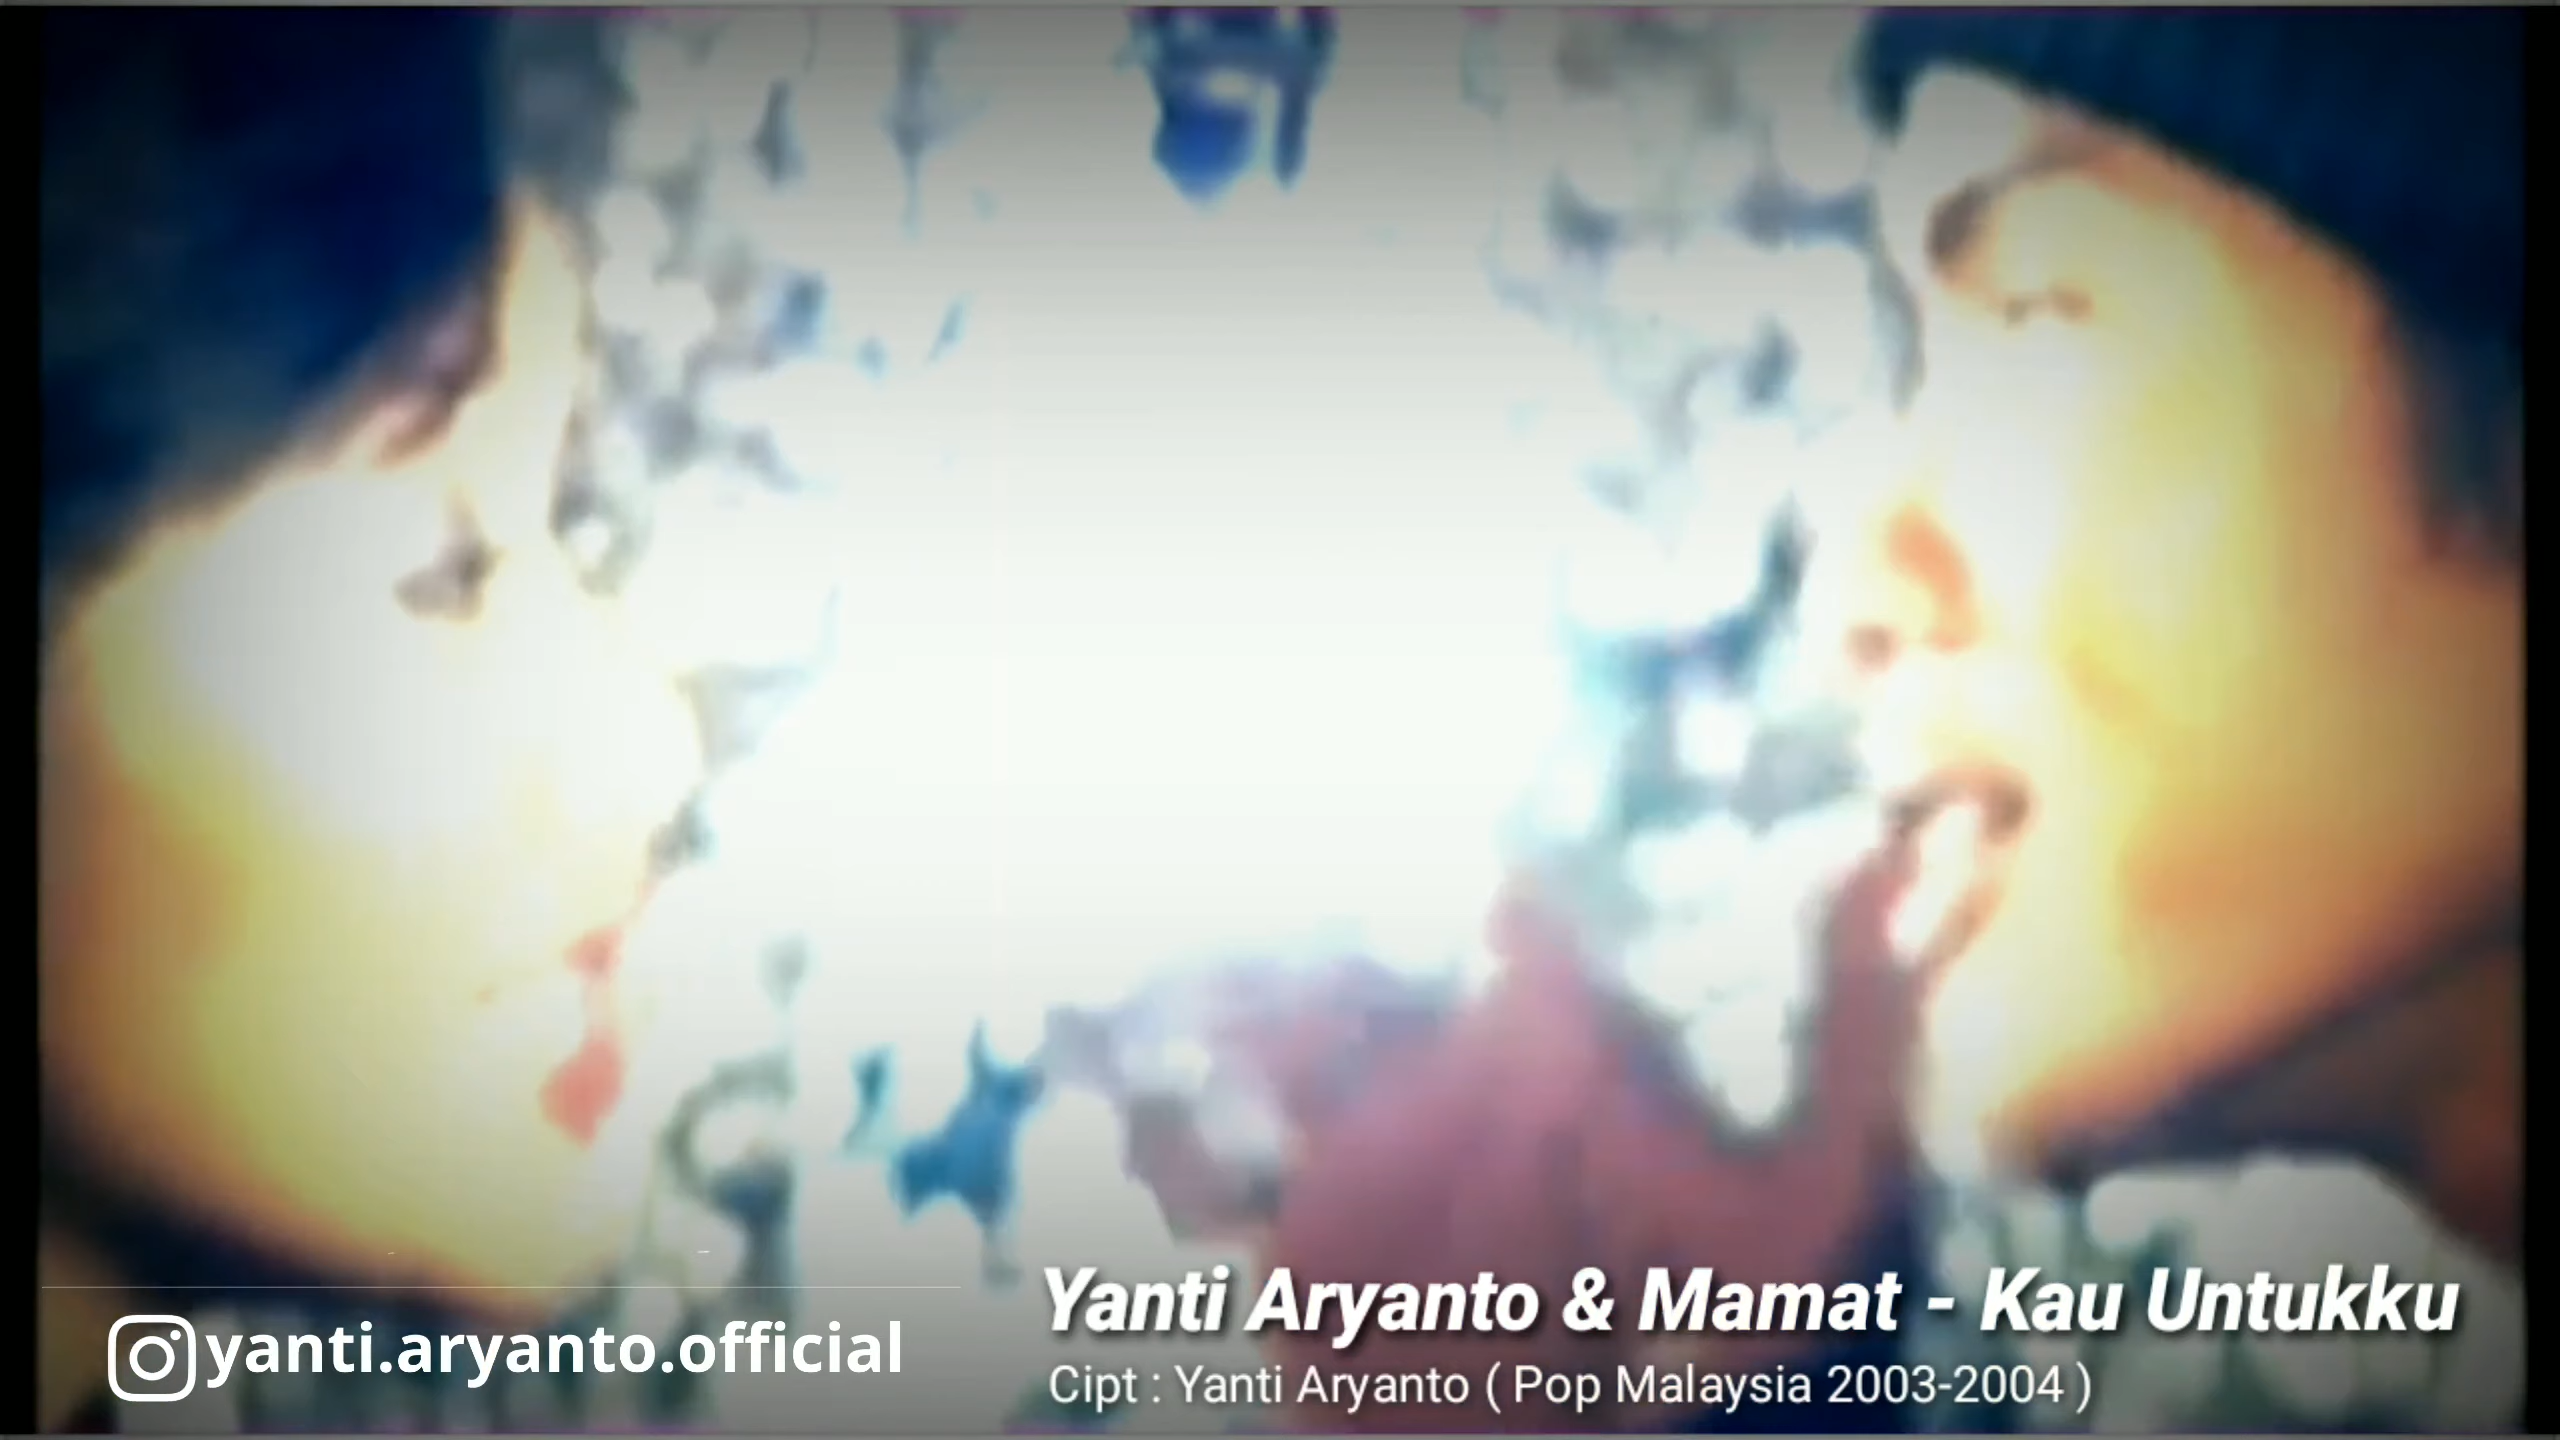 Yanti Aryanto & Mamat - Kau Untukku
Cipt : Yanti Aryanto ( Pop Malaysia 2003-2004 )
yanti.aryanto.official